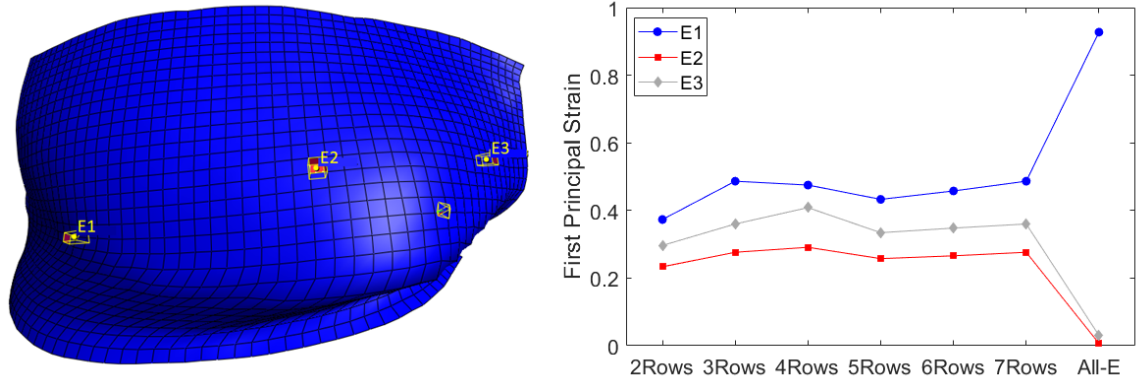 E1
E2
E3
First Principal Strain
1
0.8
0.6
0.4
0.2
0
E1
E2
E3
2Rows 3Rows 4Rows 5Rows 6Rows 7Rows All-E